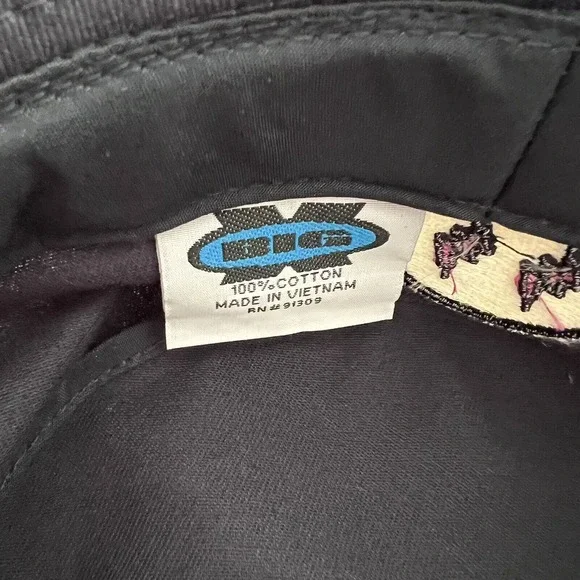 BIG
100% COTTON
MADE IN VIETNAM
RN# 91309